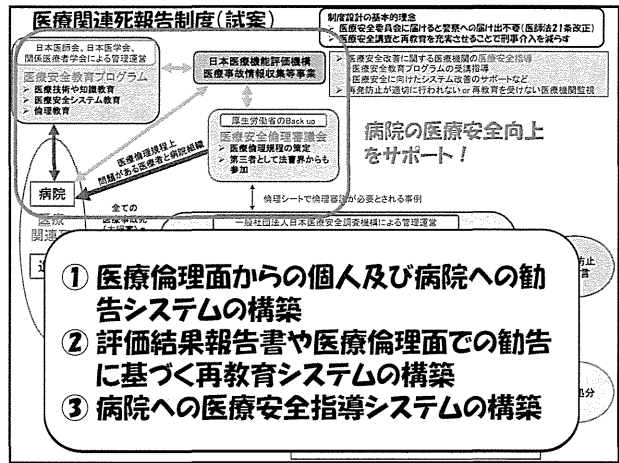 医療関連死報告制度(試案)
制度設計の基本的理念
➤ 医療安全委員会に届けると警察への届け出不要(医師法21条改正)
➤ 医療安全調査と再教育を充実させることで刑事介入を減らす
日本医師会、日本医学会、
関係医療者学会による管理運営
医療安全教育プログラム
➤ 医療技術や知識教育
➤ 医療安全システム教育
➤ 倫理教育
日本医療機能評価機構
医療事故情報収集等事業
➤ 医療安全改善に関する医療機関の医療安全指導
医療安全教育プログラムの受講指導
医療安全に向けたシステム改善のサポートなど
➤ 再発防止が適切に行われない or 再教育を受けない医療機関監視
厚生労働省のBack up
医療安全倫理審議会
➤ 医療倫理規程の策定
➤ 第三者として法曹界からも
参加
病院の医療安全向上
をサポート!
医療倫理規程上
問題がある医療者と病院組織
病院
倫理シートで倫理審議が必要とされる事例
医療
関連死
全ての
一般社団法人日本医療安全調査機構による管理運営
① 医療倫理面からの個人及び病院への勧
告システムの構築
② 評価結果報告書や医療倫理面での勧告
に基づく再教育システムの構築
③ 病院への医療安全指導システムの構築
防止
言
処分